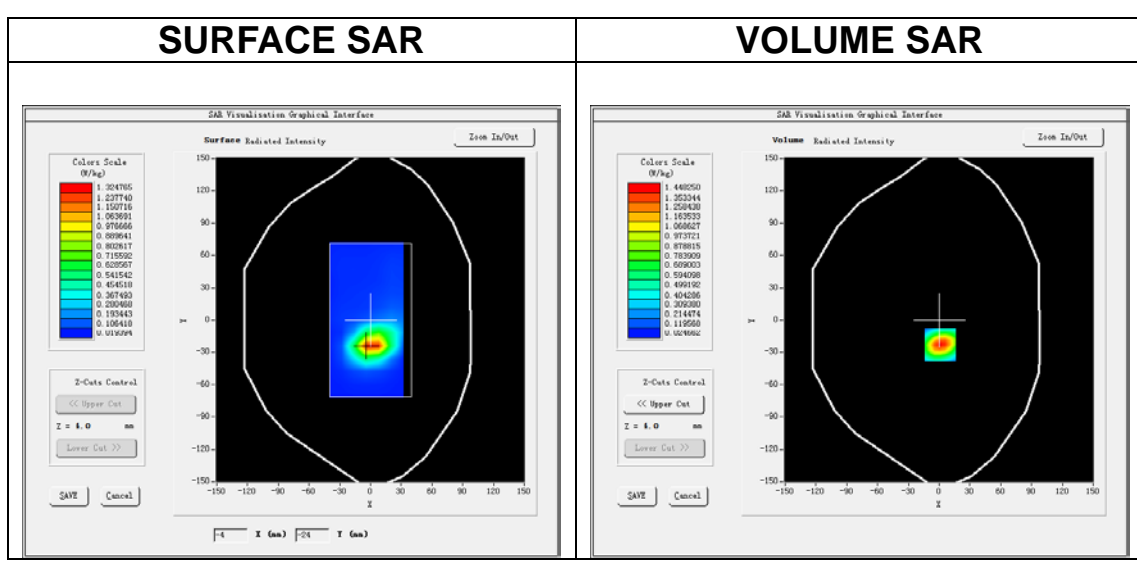 SURFACE SAR
VOLUME SAR
SAR Visualisation Graphical Interface
Surface Radiated Intensity
Zoom In/Out
Colors Scale
(W/kg)
1.324765
1.237740
1.150716
1.063691
0.976666
0.889641
0.802617
0.715592
0.628567
0.541542
0.454518
0.367493
0.280468
0.193443
0.106418
0.019394
150
120
90
60
30
0
-30
-60
-90
-120
-150
Y
-150 -120 -90 -60 -30 0 30 60 90 120 150
X
Z-Cuts Control
<< Upper Cut
Z = 4.0 mm
Lower Cut >>
SAVE Cancel
-4 X (mm) -24 Y (mm)
SAR Visualisation Graphical Interface
Volume Radiated Intensity
Zoom In/Out
Colors Scale
(W/kg)
1.448250
1.353344
1.258438
1.163533
1.068627
0.973721
0.878815
0.783909
0.689003
0.594098
0.499192
0.404286
0.309380
0.214474
0.119568
0.024662
150
120
90
60
30
0
-30
-60
-90
-120
-150
Y
-150 -120 -90 -60 -30 0 30 60 90 120 150
X
Z-Cuts Control
<< Upper Cut
Z = 4.0 mm
Lower Cut >>
SAVE Cancel